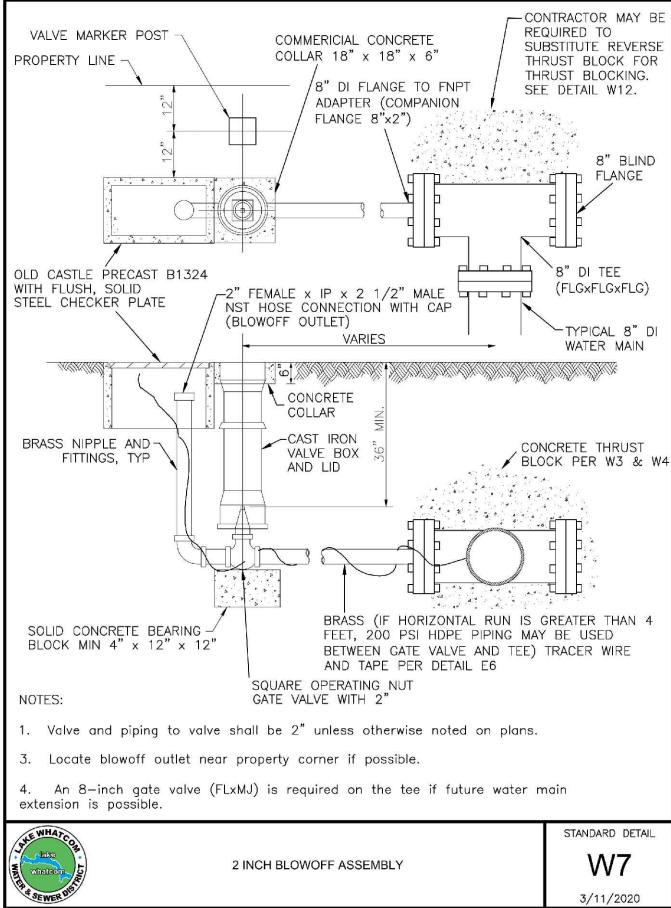 VALVE MARKER POST
PROPERTY LINE
12"
12"
COMMERICIAL CONCRETE
COLLAR 18" x 18" x 6"
8" DI FLANGE TO FNPT
ADAPTER (COMPANION
FLANGE 8"x2")
CONTRACTOR MAY BE
REQUIRED TO
SUBSTITUTE REVERSE
THRUST BLOCK FOR
THRUST BLOCKING.
SEE DETAIL W12.
8" BLIND
FLANGE
8" DI TEE
(FLGxFLGxFLG)
TYPICAL 8" DI
WATER MAIN
OLD CASTLE PRECAST B1324
WITH FLUSH, SOLID
STEEL CHECKER PLATE
2" FEMALE x IP x 2 1/2" MALE
NST HOSE CONNECTION WITH CAP
(BLOWOFF OUTLET)
VARIES
6"
CONCRETE
COLLAR
36" MIN.
BRASS NIPPLE AND
FITTINGS, TYP
CAST IRON
VALVE BOX
AND LID
CONCRETE THRUST
BLOCK PER W3 & W4
SOLID CONCRETE BEARING
BLOCK MIN 4" x 12" x 12"
BRASS (IF HORIZONTAL RUN IS GREATER THAN 4
FEET, 200 PSI HDPE PIPING MAY BE USED
BETWEEN GATE VALVE AND TEE) TRACER WIRE
AND TAPE PER DETAIL E6
SQUARE OPERATING NUT
GATE VALVE WITH 2"
NOTES:
1. Valve and piping to valve shall be 2" unless otherwise noted on plans.
3. Locate blowoff outlet near property corner if possible.
4. An 8-inch gate valve (FLxMJ) is required on the tee if future water main
extension is possible.
LAKE WHATCOM
lake
whatcom
WATER & SEWER DISTRICT
2 INCH BLOWOFF ASSEMBLY
STANDARD DETAIL
W7
3/11/2020